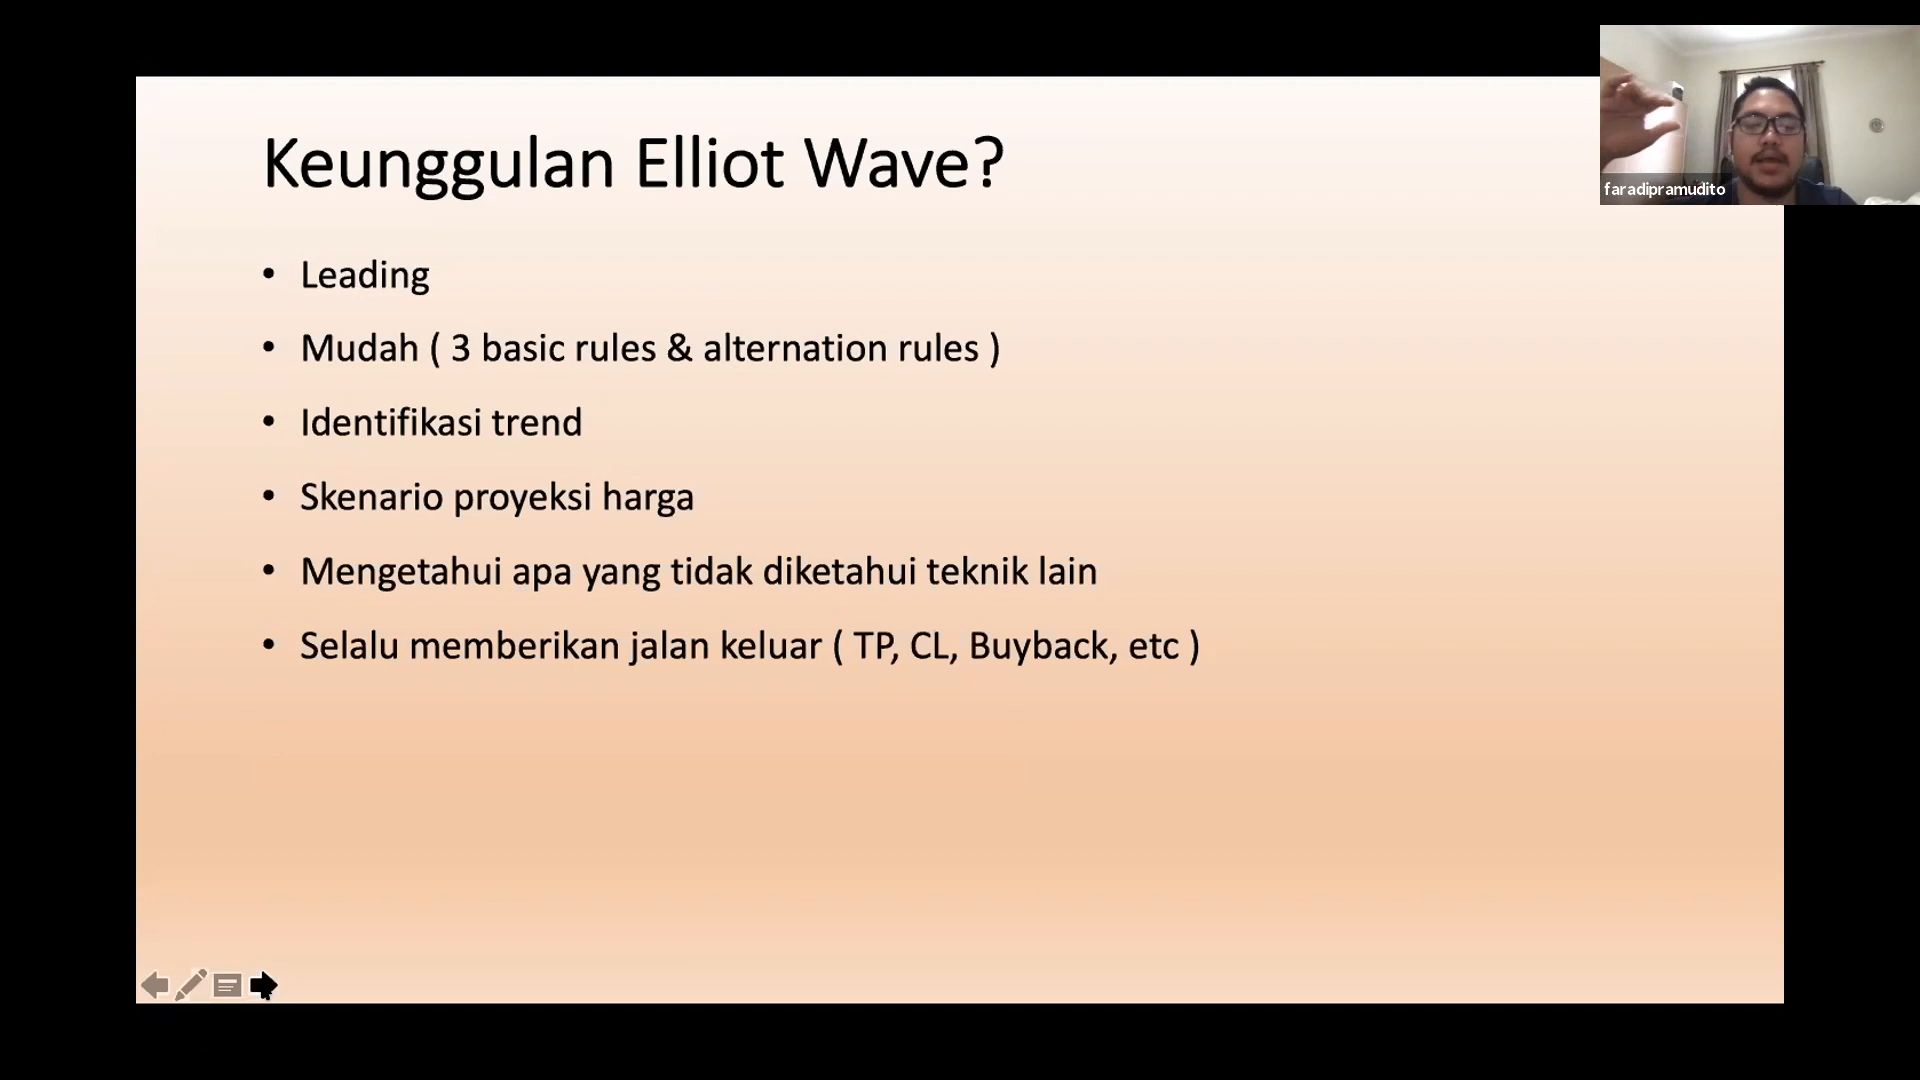 Keunggulan Elliot Wave?
faradipramudito
• Leading
• Mudah ( 3 basic rules & alternation rules )
• Identifikasi trend
• Skenario proyeksi harga
• Mengetahui apa yang tidak diketahui teknik lain
• Selalu memberikan jalan keluar ( TP, CL, Buyback, etc )